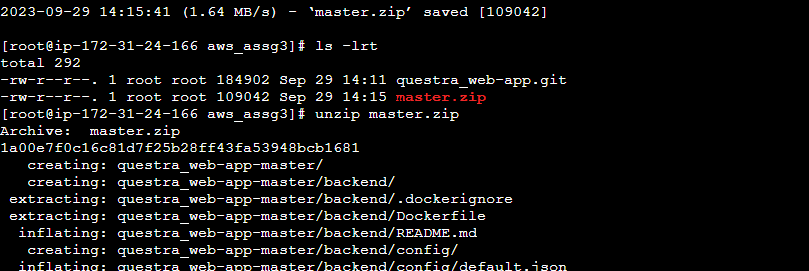 2023-09-29 14:15:41 (1.64 MB/s) - ‘master.zip’ saved [109042]
[root@ip-172-31-24-166 aws_assg3]# ls -lrt
total 292
-rw-r--r--. 1 root root 184902 Sep 29 14:11 questra_web-app.git
-rw-r--r--. 1 root root 109042 Sep 29 14:15 master.zip
[root@ip-172-31-24-166 aws_assg3]# unzip master.zip
Archive:  master.zip
1a00e7f0c16c81d7f25b28ff43fa53948bcb1681
   creating: questra_web-app-master/
   creating: questra_web-app-master/backend/
 extracting: questra_web-app-master/backend/.dockerignore
 extracting: questra_web-app-master/backend/Dockerfile
  inflating: questra_web-app-master/backend/README.md
   creating: questra_web-app-master/backend/config/
  inflating: questra_web-app-master/backend/config/default.json